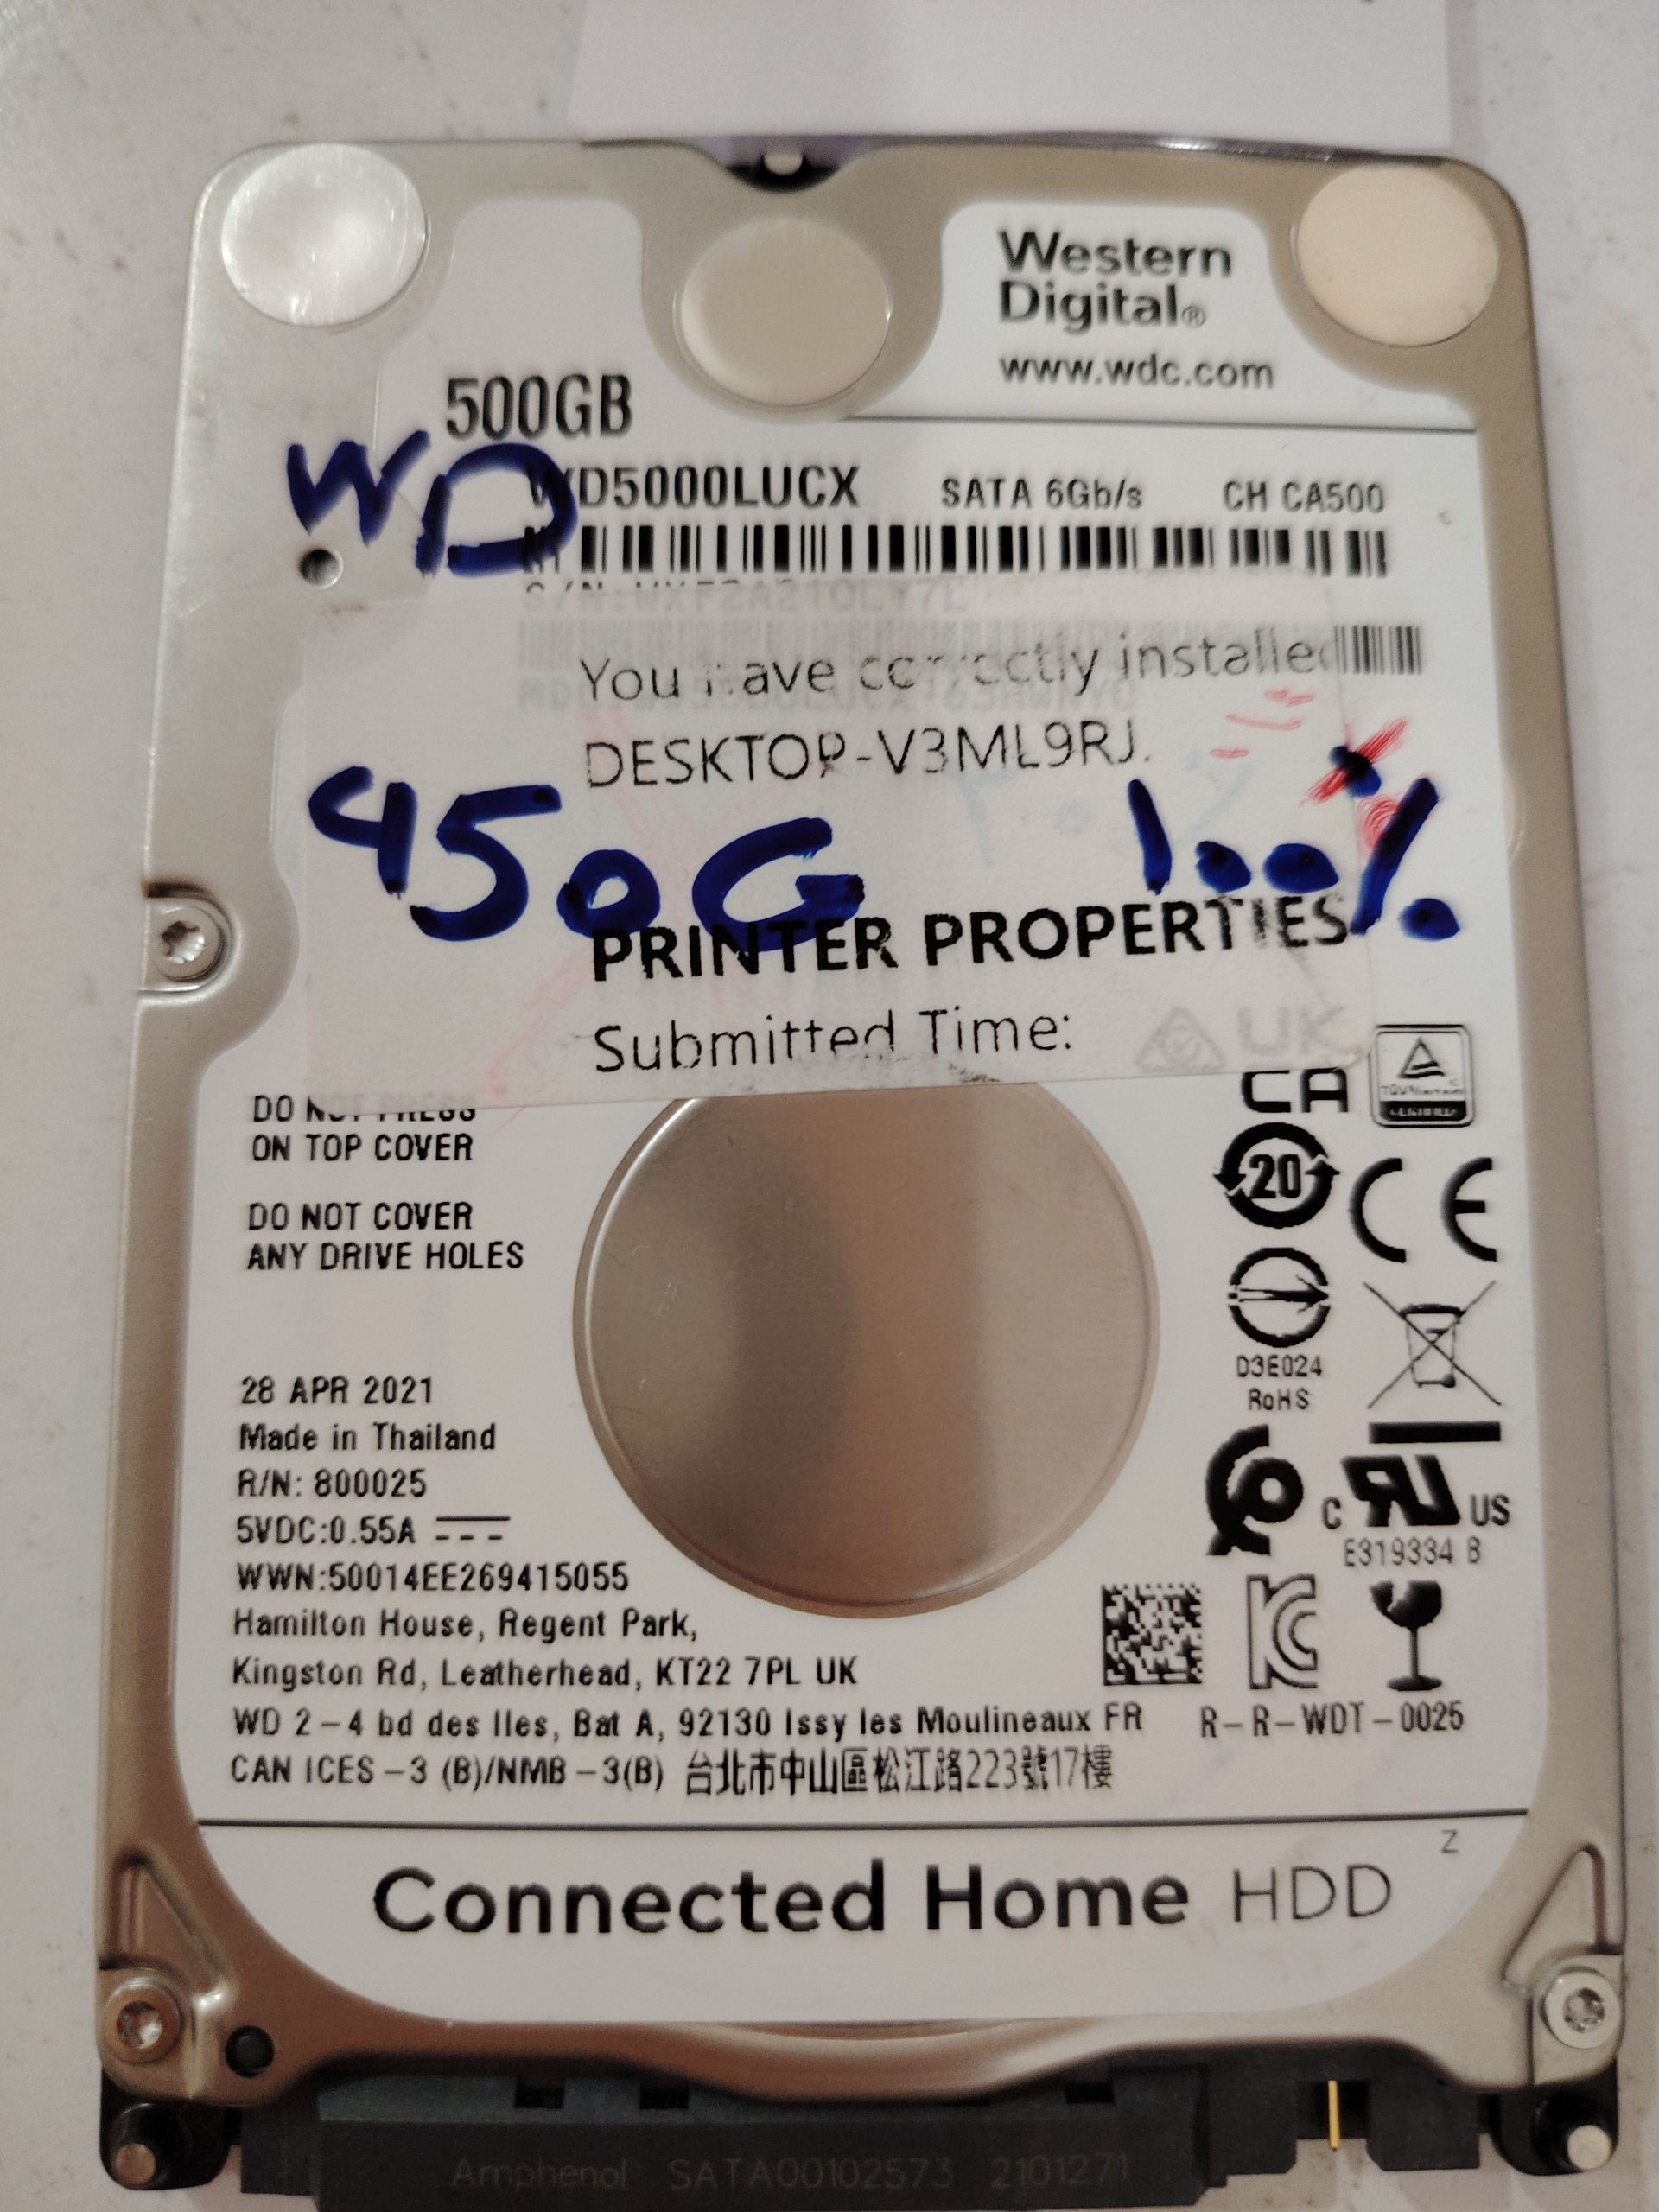 Western
Digital®
www.wdc.com
500GB
WD
WD5000LUCX SATA 6Gb/s CH CA500
You have correctly installed
DESKTOP-V3ML9RJ.
450G 100%
PRINTER PROPERTIES
Submitted Time:
UK
CA
DO NOT PRESS
ON TOP COVER
DO NOT COVER
ANY DRIVE HOLES
20
CE
D3E024
RoHS
28 APR 2021
Made in Thailand
R/N: 800025
5VDC:0.55A
WWN:50014EE269415055
C US
E319334 B
Hamilton House, Regent Park,
Kingston Rd, Leatherhead, KT22 7PL UK
WD 2-4 bd des Iles, Bat A, 92130 Issy les Moulineaux FR
R-R-WDT-0025
CAN ICES-3 (B)/NMB-3(B) 台北市中山區松江路223號17樓
Z
Connected Home HDD
Amphenol SATA00102573 2101271